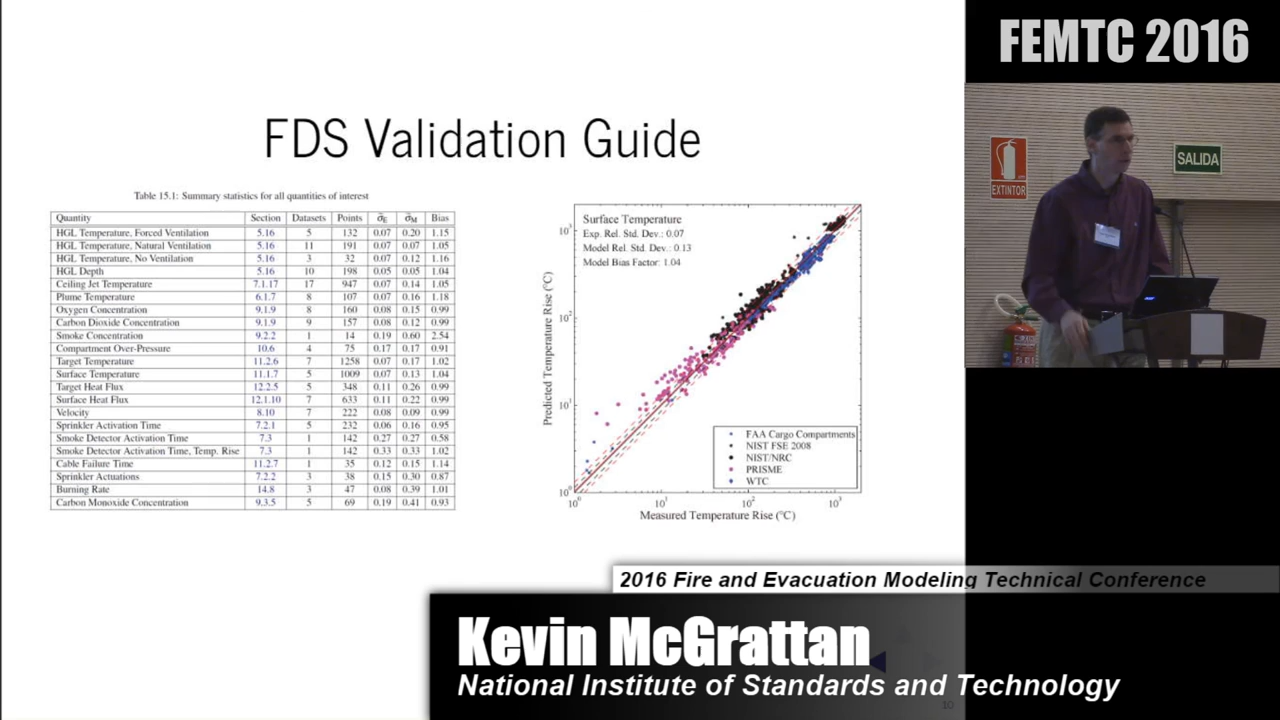 FEMTC 2016
FDS Validation Guide
Table 15.1: Summary statistics for all quantities of interest
Quantity Section Datasets Points σ̃E σ̃M Bias
HGL Temperature, Forced Ventilation 5.16 5 132 0.07 0.20 1.15
HGL Temperature, Natural Ventilation 5.16 11 191 0.07 0.07 1.05
HGL Temperature, No Ventilation 5.16 3 32 0.07 0.12 1.16
HGL Depth 5.16 10 198 0.05 0.05 1.04
Ceiling Jet Temperature 7.1.17 17 947 0.07 0.14 1.05
Plume Temperature 6.1.7 8 107 0.07 0.16 1.18
Oxygen Concentration 9.1.9 8 160 0.08 0.15 0.99
Carbon Dioxide Concentration 9.1.9 9 157 0.08 0.12 0.99
Smoke Concentration 9.2.2 1 14 0.19 0.60 2.54
Compartment Over-Pressure 10.6 4 75 0.17 0.17 0.91
Target Temperature 11.2.6 7 1258 0.07 0.17 1.02
Surface Temperature 11.1.7 5 1009 0.07 0.13 1.04
Target Heat Flux 12.2.5 5 348 0.11 0.26 0.99
Surface Heat Flux 12.1.10 7 633 0.11 0.22 0.99
Velocity 8.10 7 222 0.08 0.09 0.99
Sprinkler Activation Time 7.2.1 5 232 0.06 0.16 0.95
Smoke Detector Activation Time 7.3 1 142 0.27 0.27 0.58
Smoke Detector Activation Time, Temp. Rise 7.3 1 142 0.33 0.33 1.02
Cable Failure Time 11.2.7 1 35 0.12 0.15 1.14
Sprinkler Actuations 7.2.2 3 38 0.15 0.30 0.87
Burning Rate 14.8 3 47 0.08 0.39 1.01
Carbon Monoxide Concentration 9.3.5 5 69 0.19 0.41 0.93
Surface Temperature
Exp. Rel. Std. Dev.: 0.07
Model Rel. Std. Dev.: 0.13
Model Bias Factor: 1.04
Predicted Temperature Rise (°C)
10³
10²
10¹
10⁰
10⁰ 10¹ 10² 10³
Measured Temperature Rise (°C)
FAA Cargo Compartments
NIST FSE 2008
NIST/NRC
PRISME
WTC
EXTINTOR
SALIDA
2016 Fire and Evacuation Modeling Technical Conference
Kevin McGrattan
National Institute of Standards and Technology
10